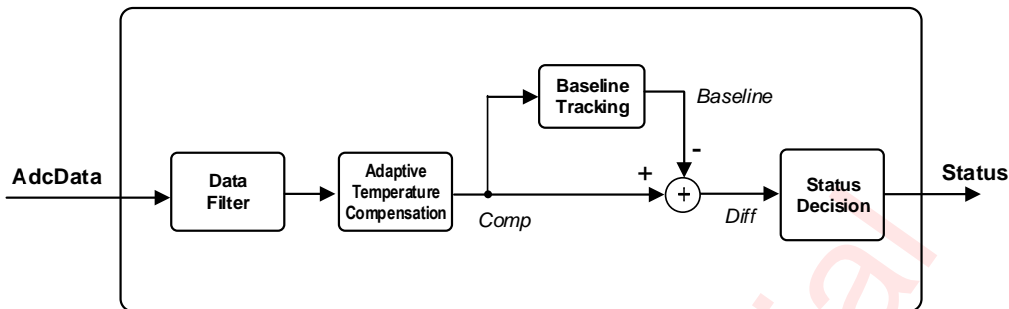 Baseline
Tracking
Baseline
AdcData
Data
Filter
Adaptive
Temperature
Compensation
Comp
+
-
+
Diff
Status
Decision
Status